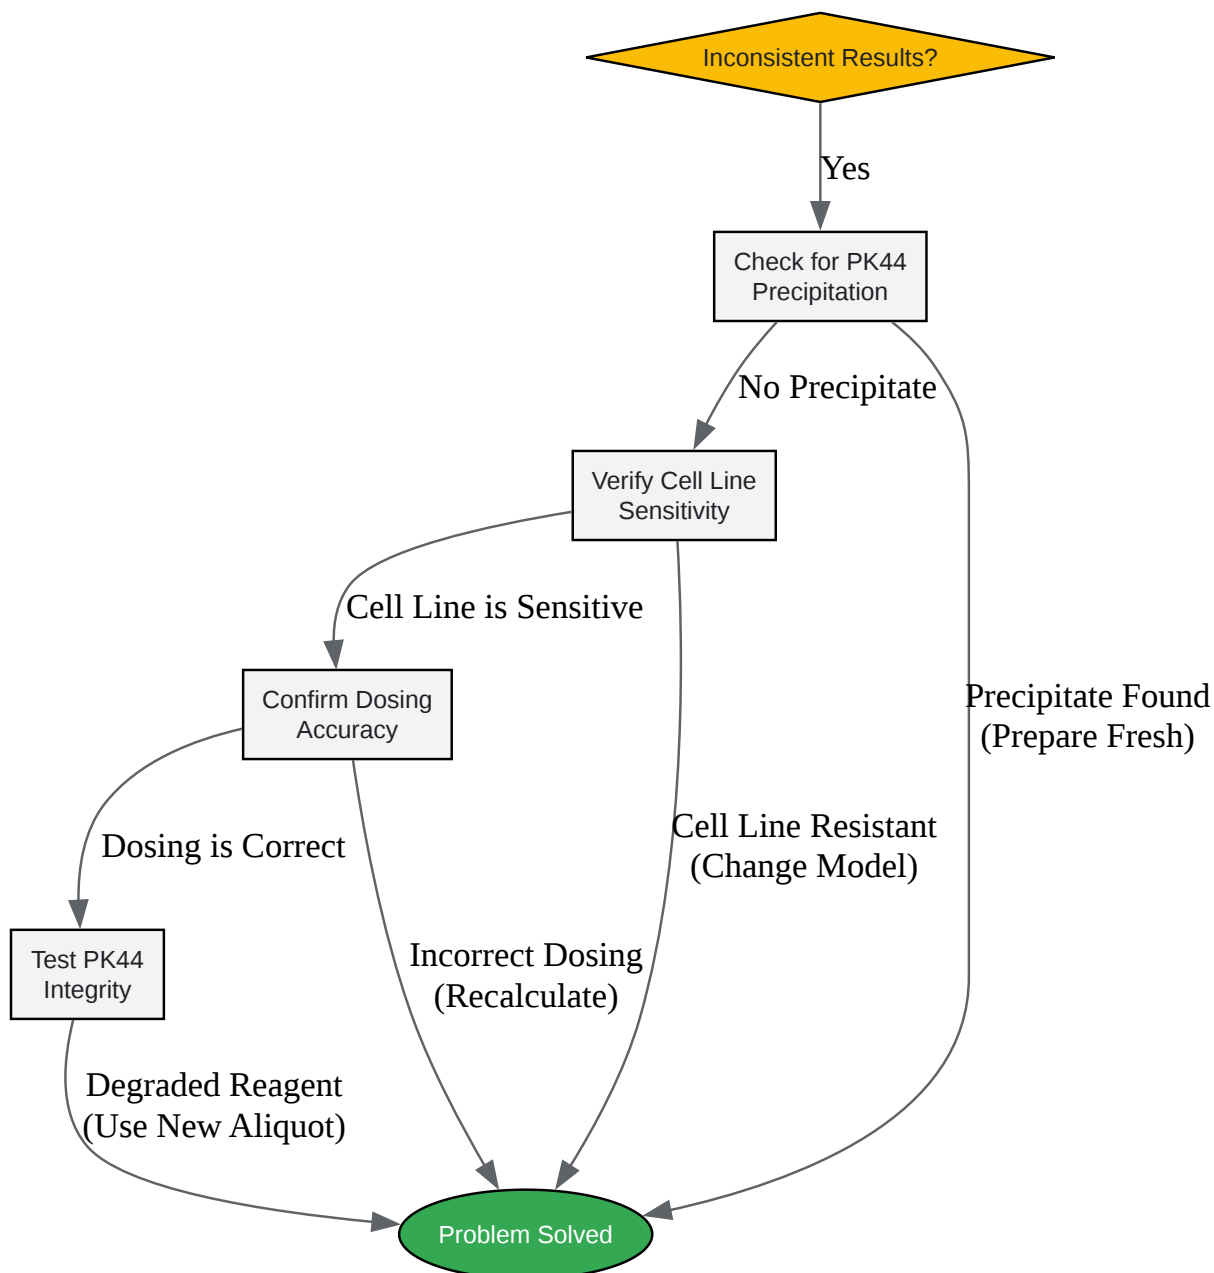 Inconsistent Results?
Yes
Check for PK44
Precipitation
No Precipitate
Verify Cell Line
Sensitivity
Cell Line is Sensitive
Confirm Dosing
Accuracy
Precipitate Found
(Prepare Fresh)
Cell Line Resistant
(Change Model)
Dosing is Correct
Incorrect Dosing
(Recalculate)
Test PK44
Integrity
Degraded Reagent
(Use New Aliquot)
Problem Solved